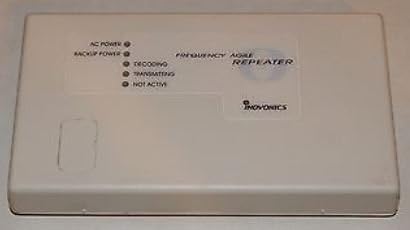 AC POWER
BACKUP POWER
DECODING
TRANSMITTING
NOT ACTIVE
FREQUENCY AGILE
REPEATER
INOVONICS